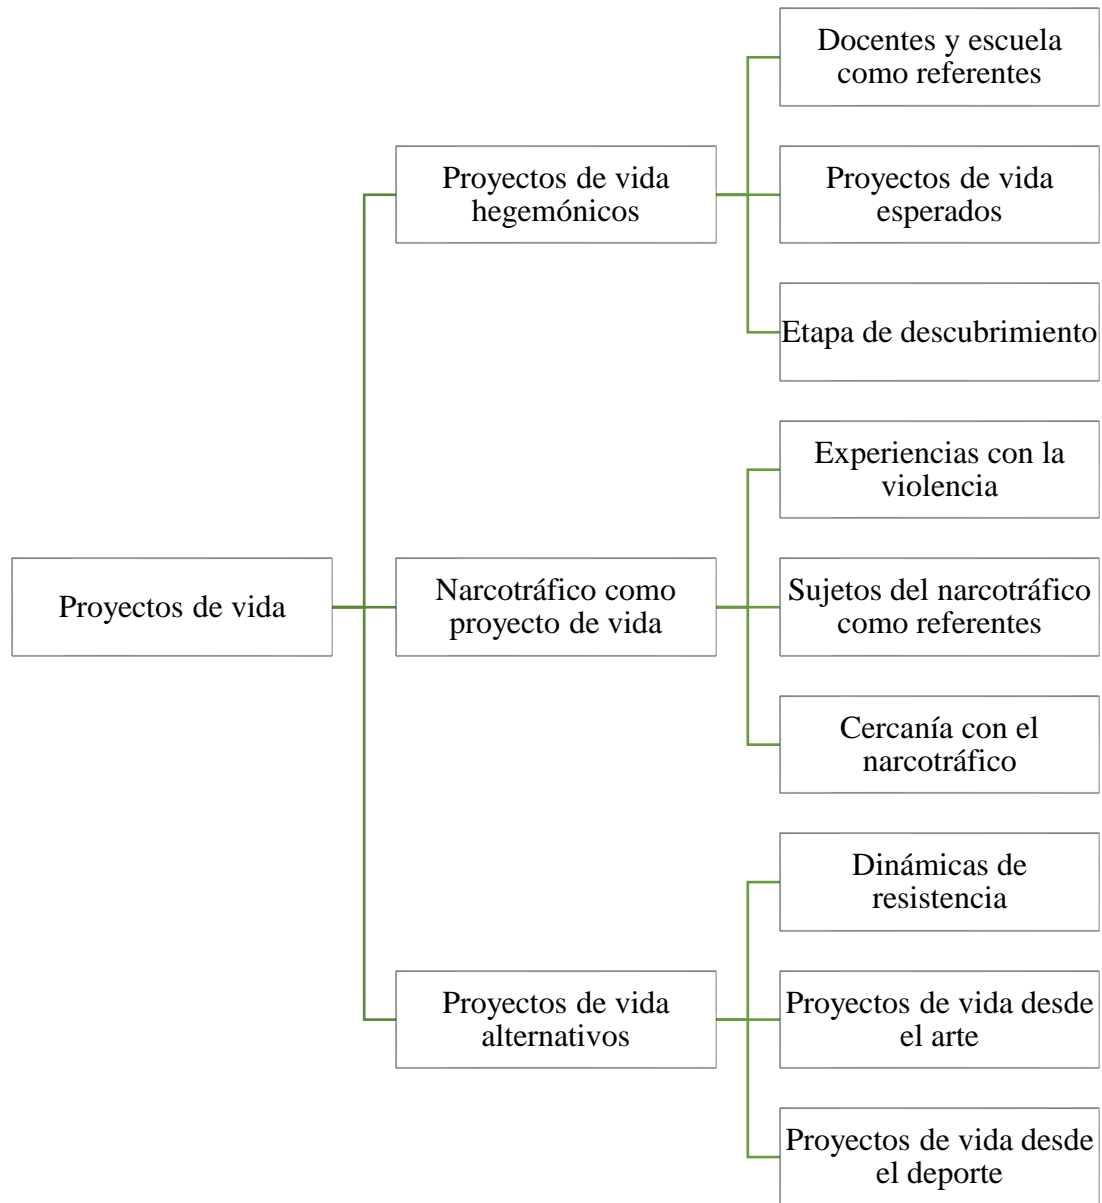 Proyectos de vida
Proyectos de vida
hegemónicos
Docentes y escuela
como referentes
Proyectos de vida
esperados
Etapa de descubrimiento
Narcotráfico como
proyecto de vida
Experiencias con la
violencia
Sujetos del narcotráfico
como referentes
Cercanía con el
narcotráfico
Proyectos de vida
alternativos
Dinámicas de
resistencia
Proyectos de vida desde
el arte
Proyectos de vida desde
el deporte